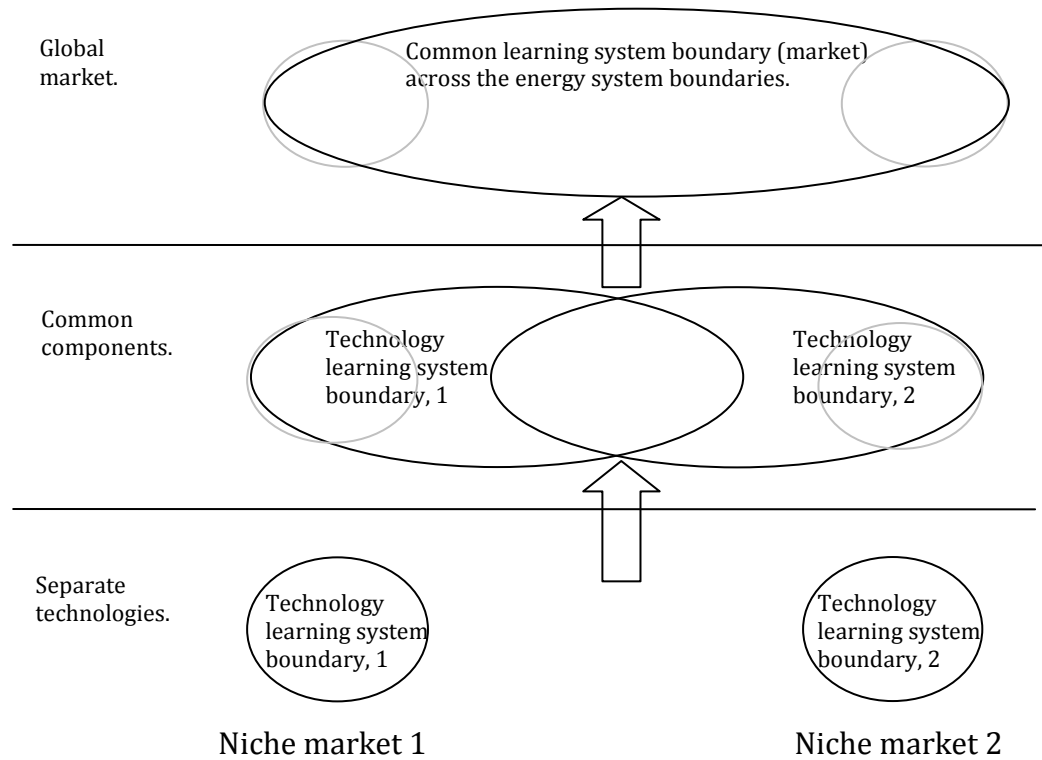 Global
market.
Common learning system boundary (market)
across the energy system boundaries.
Common
components.
Technology
learning system
boundary, 1
Technology
learning system
boundary, 2
Separate
technologies.
Technology
learning system
boundary, 1
Technology
learning system
boundary, 2
Niche market 1
Niche market 2